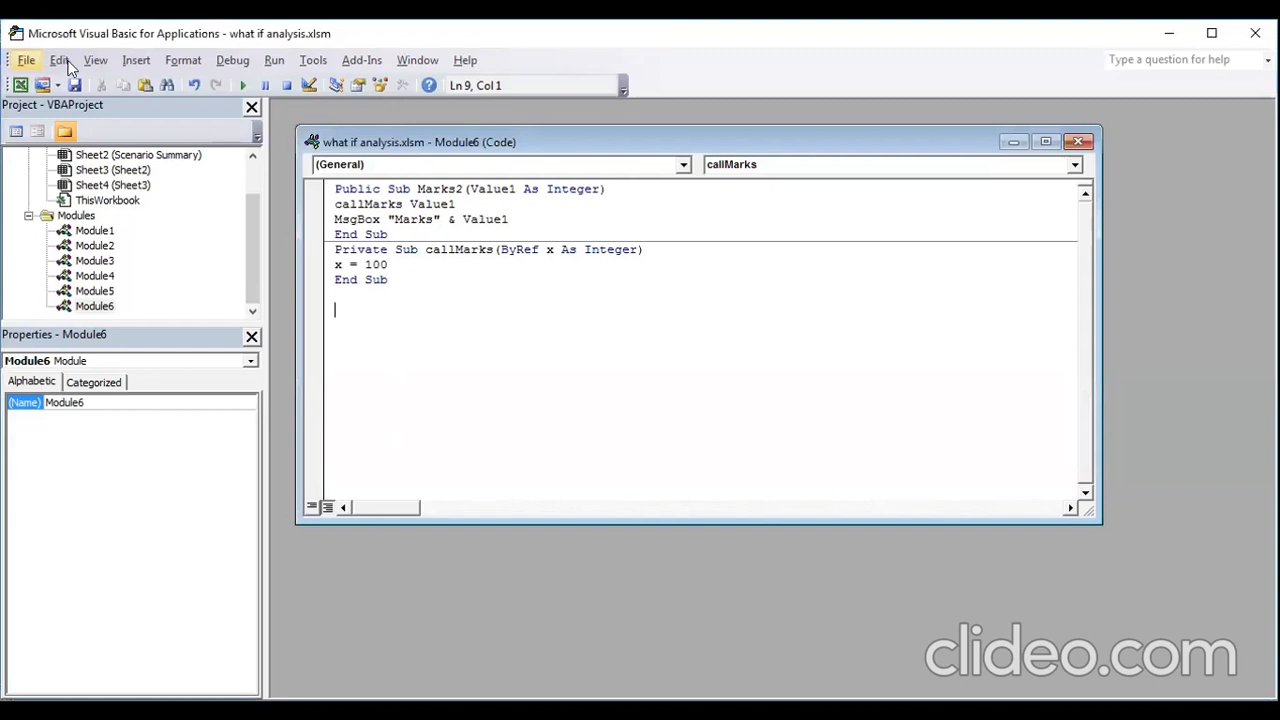 Microsoft Visual Basic for Applications - what if analysis.xlsm
File Edit View Insert Format Debug Run Tools Add-Ins Window Help
Type a question for help
Ln 9, Col 1
Project - VBAProject
Sheet2 (Scenario Summary)
Sheet3 (Sheet2)
Sheet4 (Sheet3)
ThisWorkbook
Modules
Module1
Module2
Module3
Module4
Module5
Module6
Properties - Module6
Module6 Module
Alphabetic Categorized
(Name) Module6
what if analysis.xlsm - Module6 (Code)
(General) callMarks
Public Sub Marks2(Value1 As Integer)
callMarks Value1
MsgBox "Marks" & Value1
End Sub
Private Sub callMarks(ByRef x As Integer)
x = 100
End Sub
clideo.com